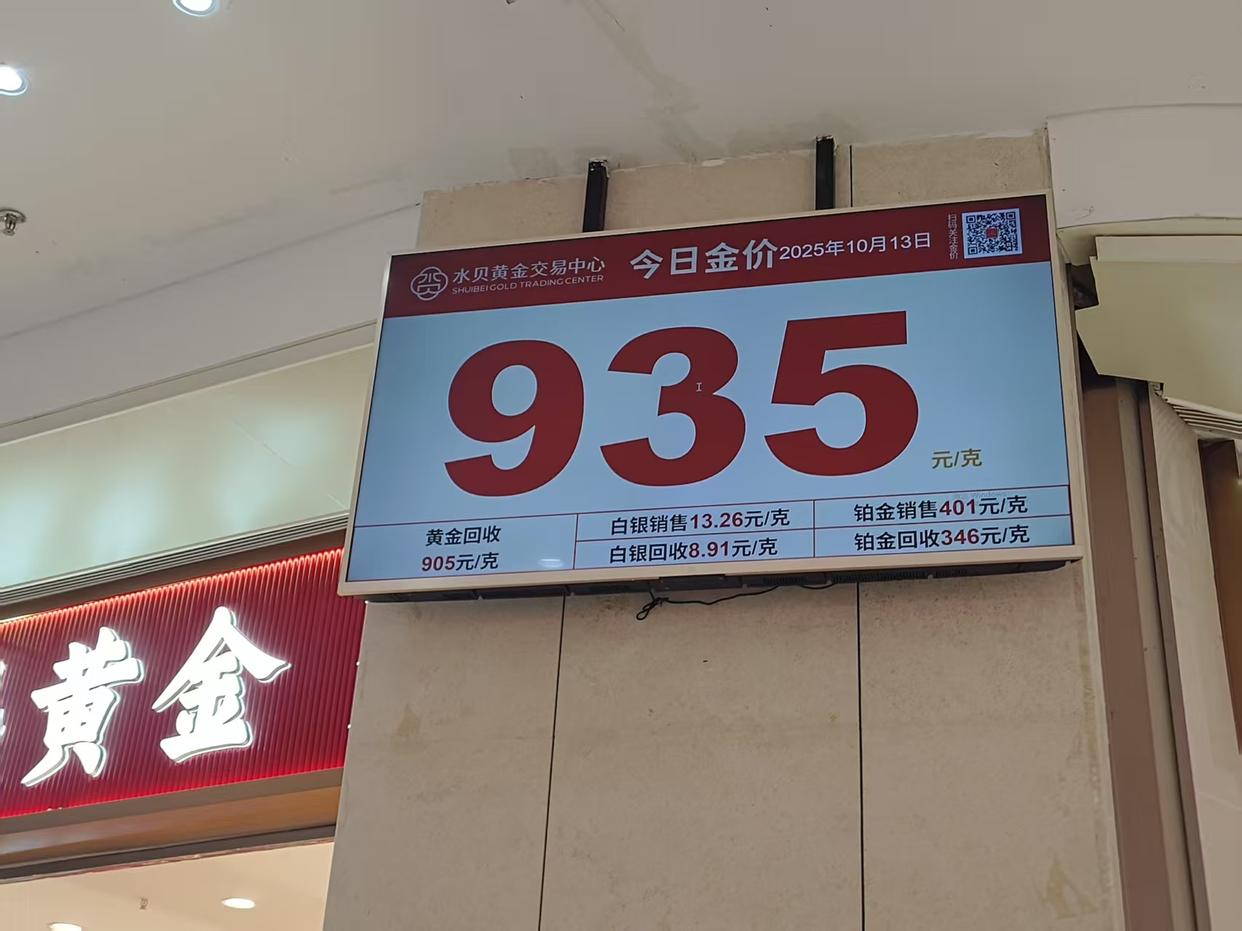 水贝黄金交易中心
SHUIBEI GOLD TRADING CENTER
今日金价2025年10月13日
扫码关注金价
935
元/克
黄金回收
905元/克
白银销售13.26元/克
白银回收8.91元/克
铂金销售401元/克
铂金回收346元/克
黄金